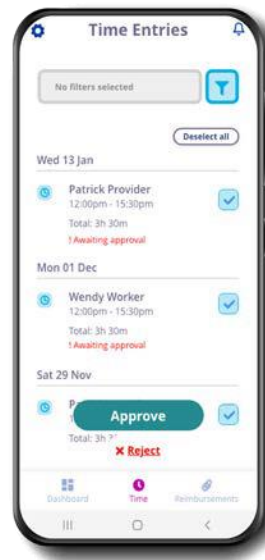 Time Entries
No filters selected
Deselect all
Wed 13 Jan
Patrick Provider
12:00pm - 15:30pm
Total: 3h 30m
! Awaiting approval
Mon 01 Dec
Wendy Worker
12:00pm - 15:30pm
Total: 3h 30m
! Awaiting approval
Sat 29 Nov
Approve
Total: 3h
Reject
Dashboard
Time
Reimbursements